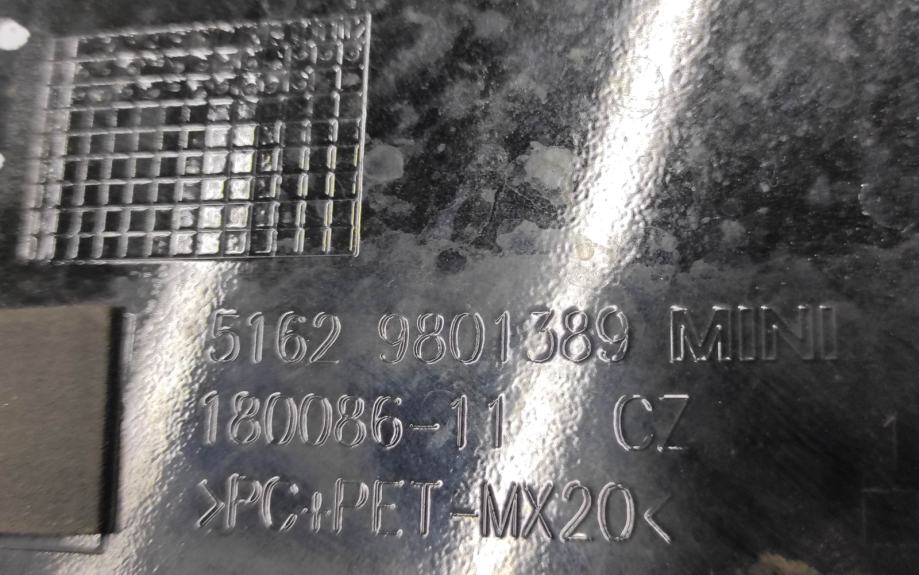 5162 9801389 MINI
180086-11 CZ
>PC+PET-MX20<